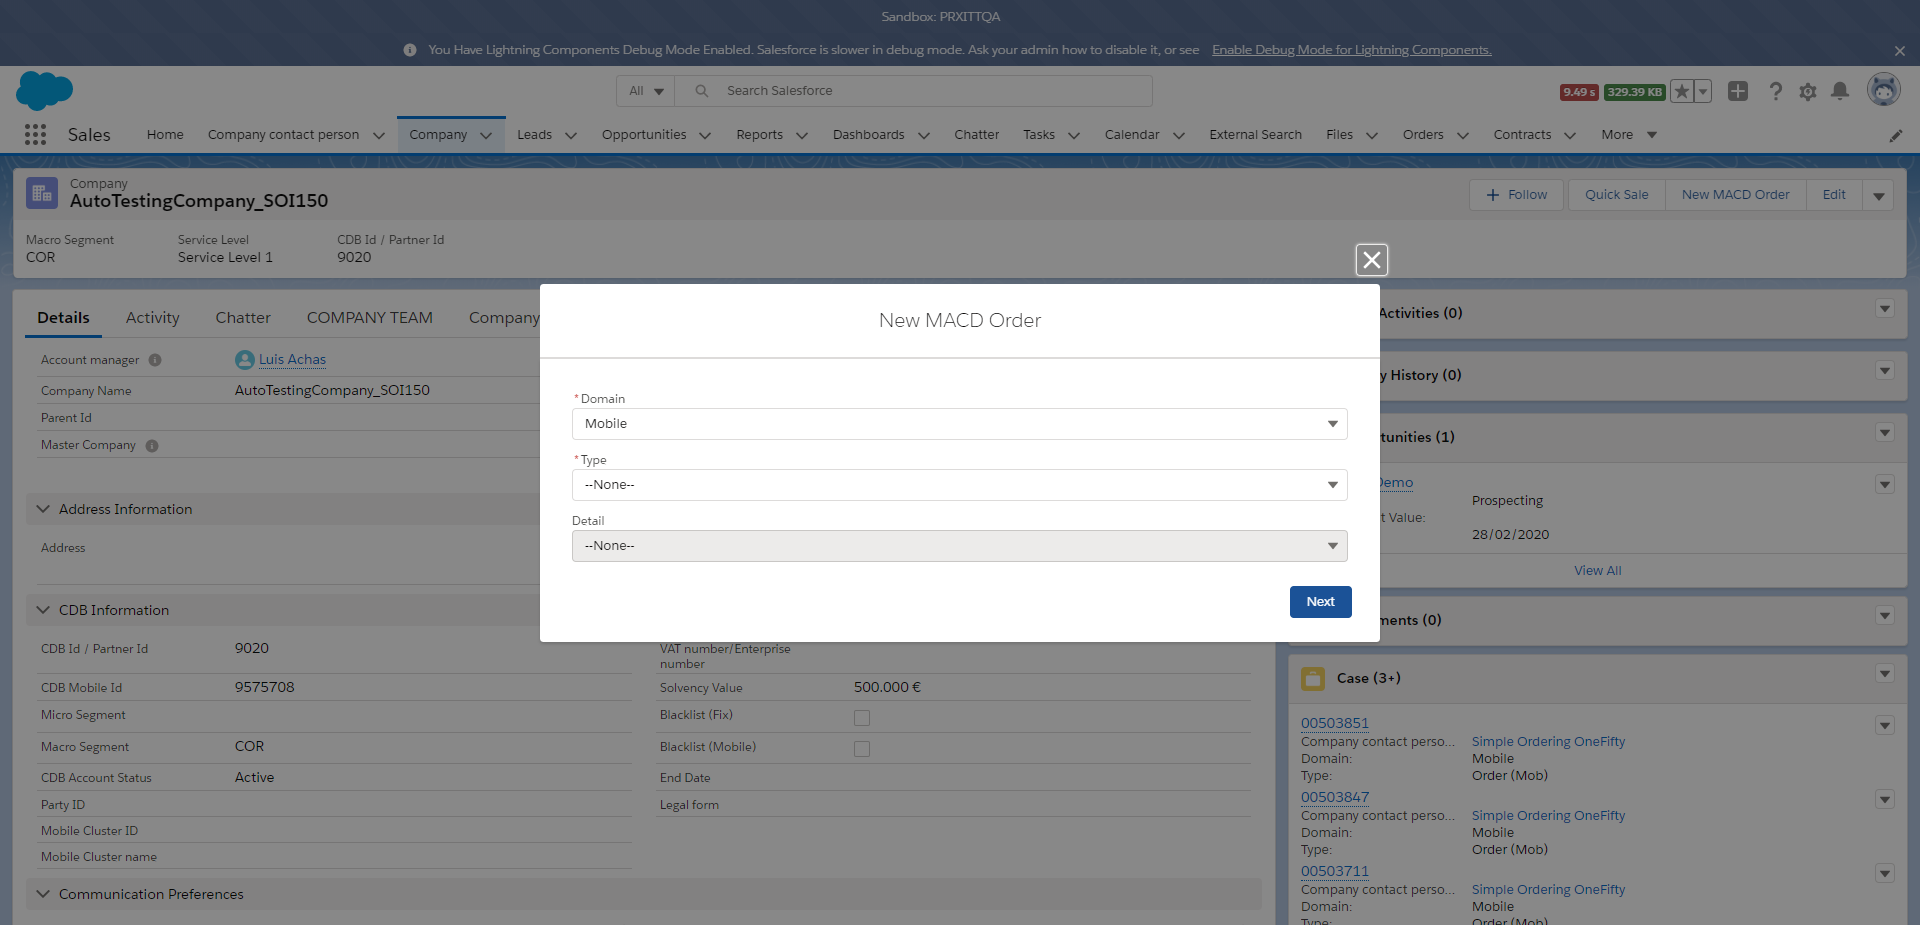 Sandbox: PRXITTQA
You Have Lightning Components Debug Mode Enabled. Salesforce is slower in debug mode. Ask your admin how to disable it, or see Enable Debug Mode for Lightning Components.
All
Search Salesforce
9.49 s
329.39 KB
Sales
Home
Company contact person
Company
Leads
Opportunities
Reports
Dashboards
Chatter
Tasks
Calendar
External Search
Files
Orders
Contracts
More
Company
AutoTestingCompany_SOI150
Follow
Quick Sale
New MACD Order
Edit
Macro Segment
COR
Service Level
Service Level 1
CDB Id / Partner Id
9020
Details
Activity
Chatter
COMPANY TEAM
Company
Account manager
Luis Achas
Company Name
AutoTestingCompany_SOI150
Parent Id
Master Company
Address Information
Address
CDB Information
CDB Id / Partner Id
9020
CDB Mobile Id
9575708
Micro Segment
Macro Segment
COR
CDB Account Status
Active
Party ID
Mobile Cluster ID
Mobile Cluster name
VAT number/Enterprise
number
Solvency Value
500.000 €
Blacklist (Fix)
Blacklist (Mobile)
End Date
Legal form
Communication Preferences
New MACD Order
*Domain
Mobile
*Type
--None--
Detail
--None--
Next
Activities (0)
y History (0)
tunities (1)
Demo
Prospecting
t Value:
28/02/2020
View All
ments (0)
Case (3+)
00503851
Company contact perso...
Simple Ordering OneFifty
Domain:
Mobile
Type:
Order (Mob)
00503847
Company contact perso...
Simple Ordering OneFifty
Domain:
Mobile
Type:
Order (Mob)
00503711
Company contact perso...
Simple Ordering OneFifty
Domain:
Mobile
Type:
Order (Mob)